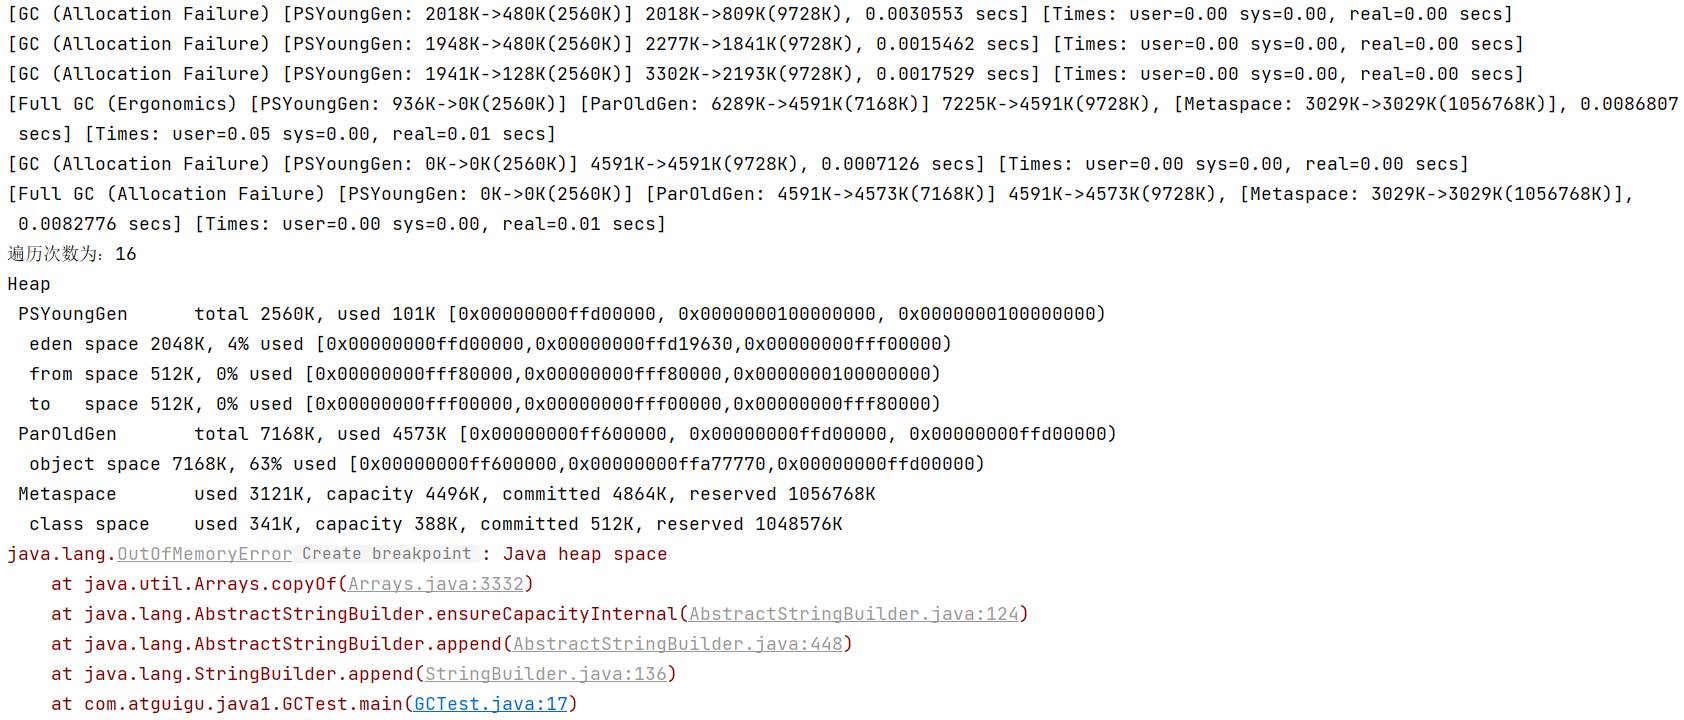 [GC (Allocation Failure) [PSYoungGen: 2018K->480K(2560K)] 2018K->809K(9728K), 0.0030553 secs] [Times: user=0.00 sys=0.00, real=0.00 secs]
[GC (Allocation Failure) [PSYoungGen: 1948K->480K(2560K)] 2277K->1841K(9728K), 0.0015462 secs] [Times: user=0.00 sys=0.00, real=0.00 secs]
[GC (Allocation Failure) [PSYoungGen: 1941K->128K(2560K)] 3302K->2193K(9728K), 0.0017529 secs] [Times: user=0.00 sys=0.00, real=0.00 secs]
[Full GC (Ergonomics) [PSYoungGen: 936K->0K(2560K)] [ParOldGen: 6289K->4591K(7168K)] 7225K->4591K(9728K), [Metaspace: 3029K->3029K(1056768K)], 0.0086807
 secs] [Times: user=0.05 sys=0.00, real=0.01 secs]
[GC (Allocation Failure) [PSYoungGen: 0K->0K(2560K)] 4591K->4591K(9728K), 0.0007126 secs] [Times: user=0.00 sys=0.00, real=0.00 secs]
[Full GC (Allocation Failure) [PSYoungGen: 0K->0K(2560K)] [ParOldGen: 4591K->4573K(7168K)] 4591K->4573K(9728K), [Metaspace: 3029K->3029K(1056768K)],
 0.0082776 secs] [Times: user=0.00 sys=0.00, real=0.01 secs]
遍历次数为：16
Heap
 PSYoungGen      total 2560K, used 101K [0x00000000ffd00000, 0x0000000100000000, 0x0000000100000000)
  eden space 2048K, 4% used [0x00000000ffd00000,0x00000000ffd19630,0x00000000fff00000)
  from space 512K, 0% used [0x00000000fff80000,0x00000000fff80000,0x0000000100000000)
  to   space 512K, 0% used [0x00000000fff00000,0x00000000fff00000,0x00000000fff80000)
 ParOldGen       total 7168K, used 4573K [0x00000000ff600000, 0x00000000ffd00000, 0x00000000ffd00000)
  object space 7168K, 63% used [0x00000000ff600000,0x00000000ffa77770,0x00000000ffd00000)
 Metaspace       used 3121K, capacity 4496K, committed 4864K, reserved 1056768K
  class space    used 341K, capacity 388K, committed 512K, reserved 1048576K
java.lang.OutOfMemoryError Create breakpoint : Java heap space
    at java.util.Arrays.copyOf(Arrays.java:3332)
    at java.lang.AbstractStringBuilder.ensureCapacityInternal(AbstractStringBuilder.java:124)
    at java.lang.AbstractStringBuilder.append(AbstractStringBuilder.java:448)
    at java.lang.StringBuilder.append(StringBuilder.java:136)
    at com.atguigu.java1.GCTest.main(GCTest.java:17)